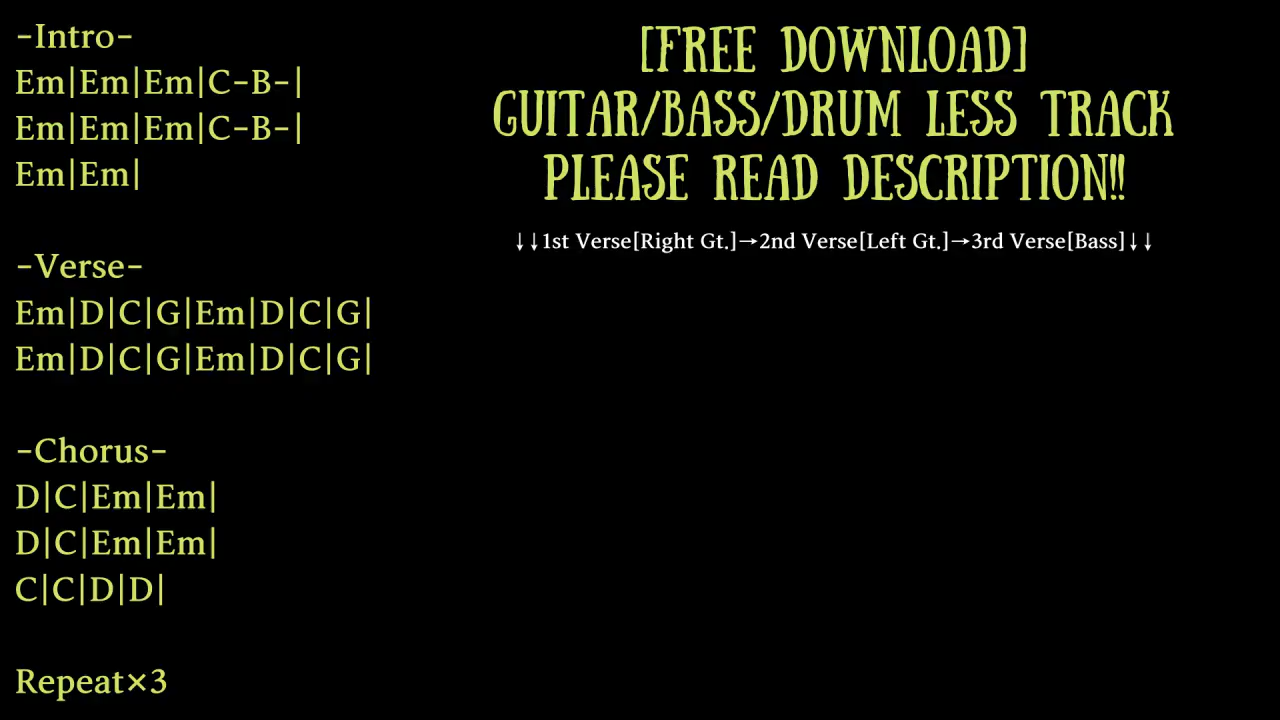 -Intro-
Em|Em|Em|C-B-|
Em|Em|Em|C-B-|
Em|Em|

-Verse-
Em|D|C|G|Em|D|C|G|
Em|D|C|G|Em|D|C|G|

-Chorus-
D|C|Em|Em|
D|C|Em|Em|
C|C|D|D|

Repeat×3

[FREE DOWNLOAD]
GUITAR/BASS/DRUM LESS TRACK
PLEASE READ DESCRIPTION!!
↓↓1st Verse[Right Gt.]→2nd Verse[Left Gt.]→3rd Verse[Bass]↓↓